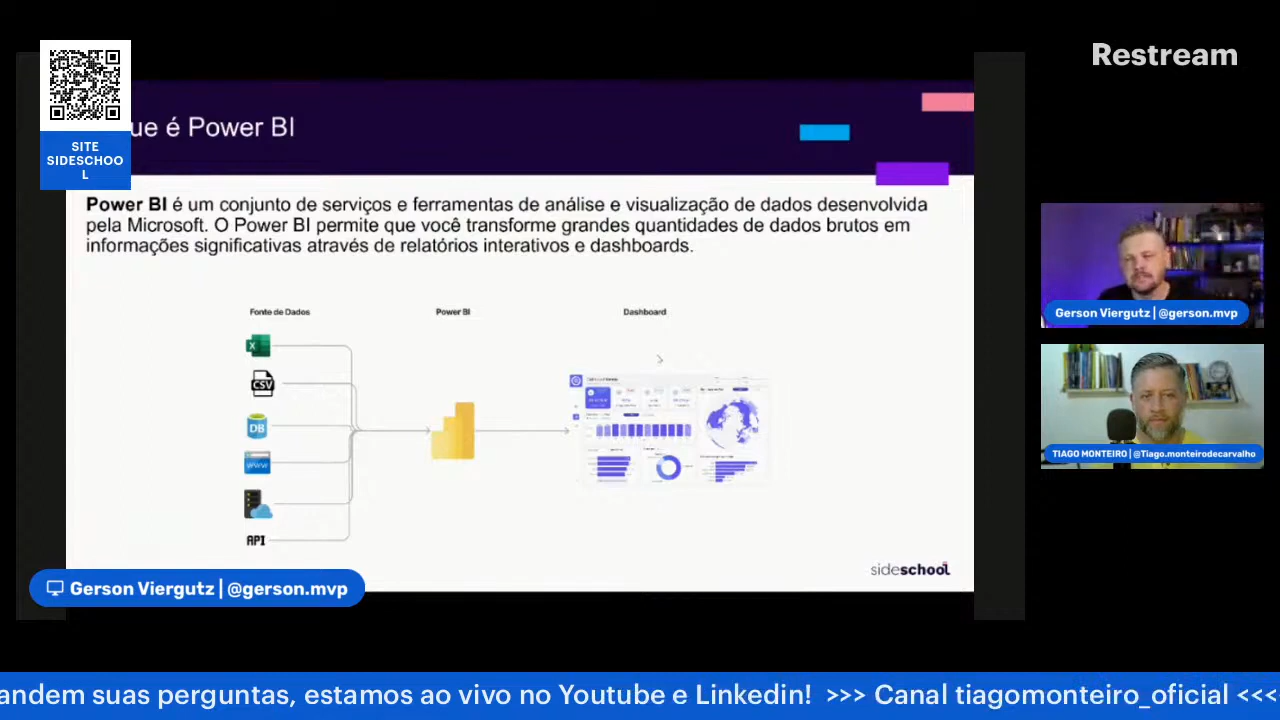 Restream
SITE
SIDESCHOO
L
ue é Power BI
Power BI é um conjunto de serviços e ferramentas de análise e visualização de dados desenvolvida
pela Microsoft. O Power BI permite que você transforme grandes quantidades de dados brutos em
informações significativas através de relatórios interativos e dashboards.
Fonte de Dados
Power BI
Dashboard
X
CSV
DB
WWW
API
sideschool
Gerson Viergutz | @gerson.mvp
TIAGO MONTEIRO | @Tiago.monteirodecarvalho
Gerson Viergutz | @gerson.mvp
andem suas perguntas, estamos ao vivo no Youtube e Linkedin! >>> Canal tiagomonteiro_oficial <<<